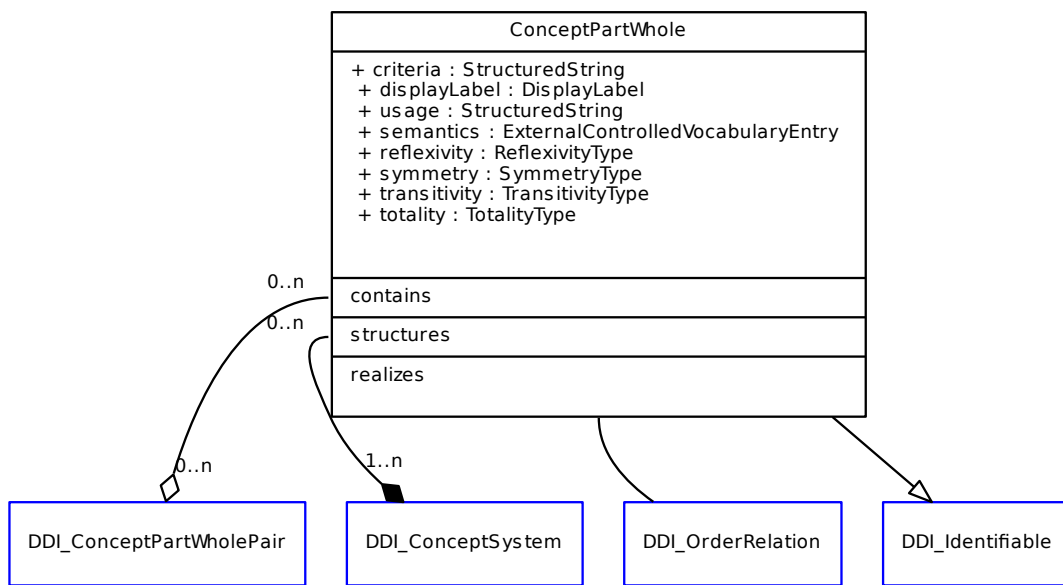 ConceptPartWhole
+ criteria : StructuredString
+ displayLabel : DisplayLabel
+ usage : StructuredString
+ semantics : ExternalControlledVocabularyEntry
+ reflexivity : ReflexivityType
+ symmetry : SymmetryType
+ transitivity : TransitivityType
+ totality : TotalityType
0..n
contains
0..n
structures
realizes
0..n
1..n
DDI_ConceptPartWholePair
DDI_ConceptSystem
DDI_OrderRelation
DDI_Identifiable